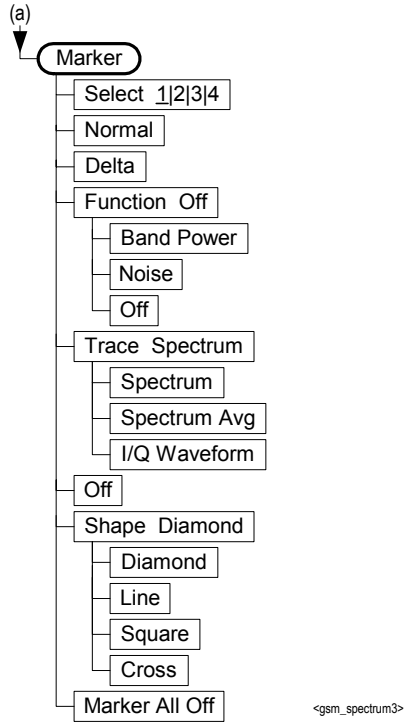 (a)
Marker
Select 1|2|3|4
Normal
Delta
Function Off
Band Power
Noise
Off
Trace Spectrum
Spectrum
Spectrum Avg
I/Q Waveform
Off
Shape Diamond
Diamond
Line
Square
Cross
Marker All Off
<gsm_spectrum3>